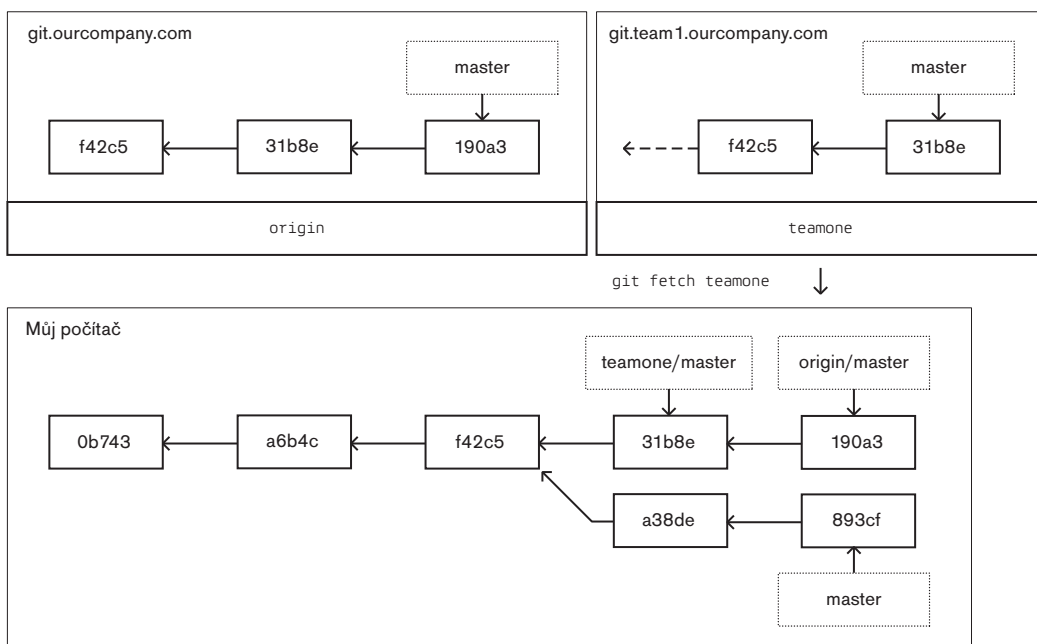 git.ourcompany.com
master
f42c5
31b8e
190a3
origin
git.team1.ourcompany.com
master
f42c5
31b8e
teamone
git fetch teamone
Můj počítač
teamone/master
origin/master
0b743
a6b4c
f42c5
31b8e
190a3
a38de
893cf
master